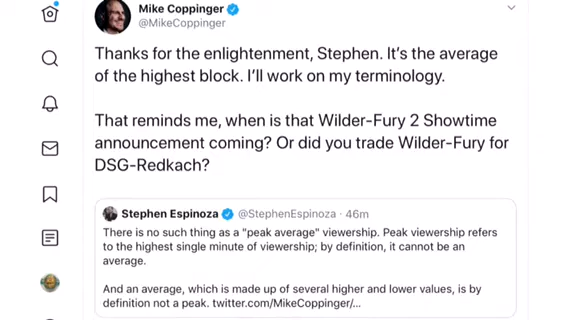 Mike Coppinger
@MikeCoppinger
Thanks for the enlightenment, Stephen. It's the average
of the highest block. I'll work on my terminology.
That reminds me, when is that Wilder-Fury 2 Showtime
announcement coming? Or did you trade Wilder-Fury for
DSG-Redkach?
Stephen Espinoza @StephenEspinoza · 46m
There is no such thing as a "peak average" viewership. Peak viewership refers
to the highest single minute of viewership; by definition, it cannot be an
average.
And an average, which is made up of several higher and lower values, is by
definition not a peak. twitter.com/MikeCoppinger/...